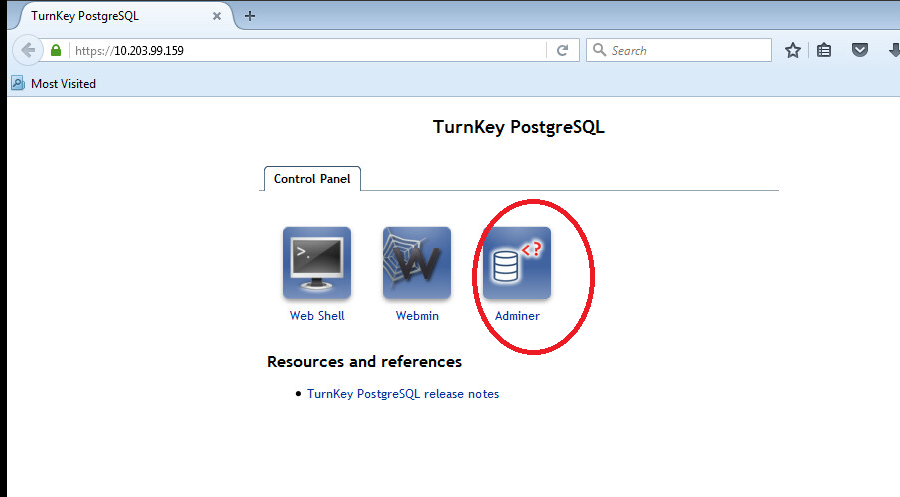 TurnKey PostgreSQL
https://10.203.99.159
Search
Most Visited
TurnKey PostgreSQL
Control Panel
>.
W
<?
Web Shell
Webmin
Adminer
Resources and references
TurnKey PostgreSQL release notes